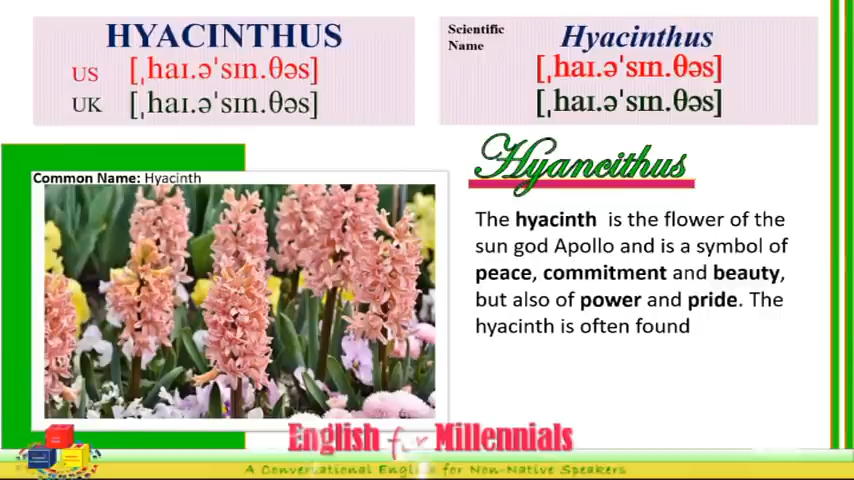 HYACINTHUS
US [ˌhaɪ.əˈsɪn.θəs]
UK [ˌhaɪ.əˈsɪn.θəs]
Scientific
Name
Hyacinthus
[ˌhaɪ.əˈsɪn.θəs]
[ˌhaɪ.əˈsɪn.θəs]
Common Name: Hyacinth
Hyancithus
The hyacinth is the flower of the
sun god Apollo and is a symbol of
peace, commitment and beauty,
but also of power and pride. The
hyacinth is often found
English for Millennials
A Conversational English for Non-Native Speakers